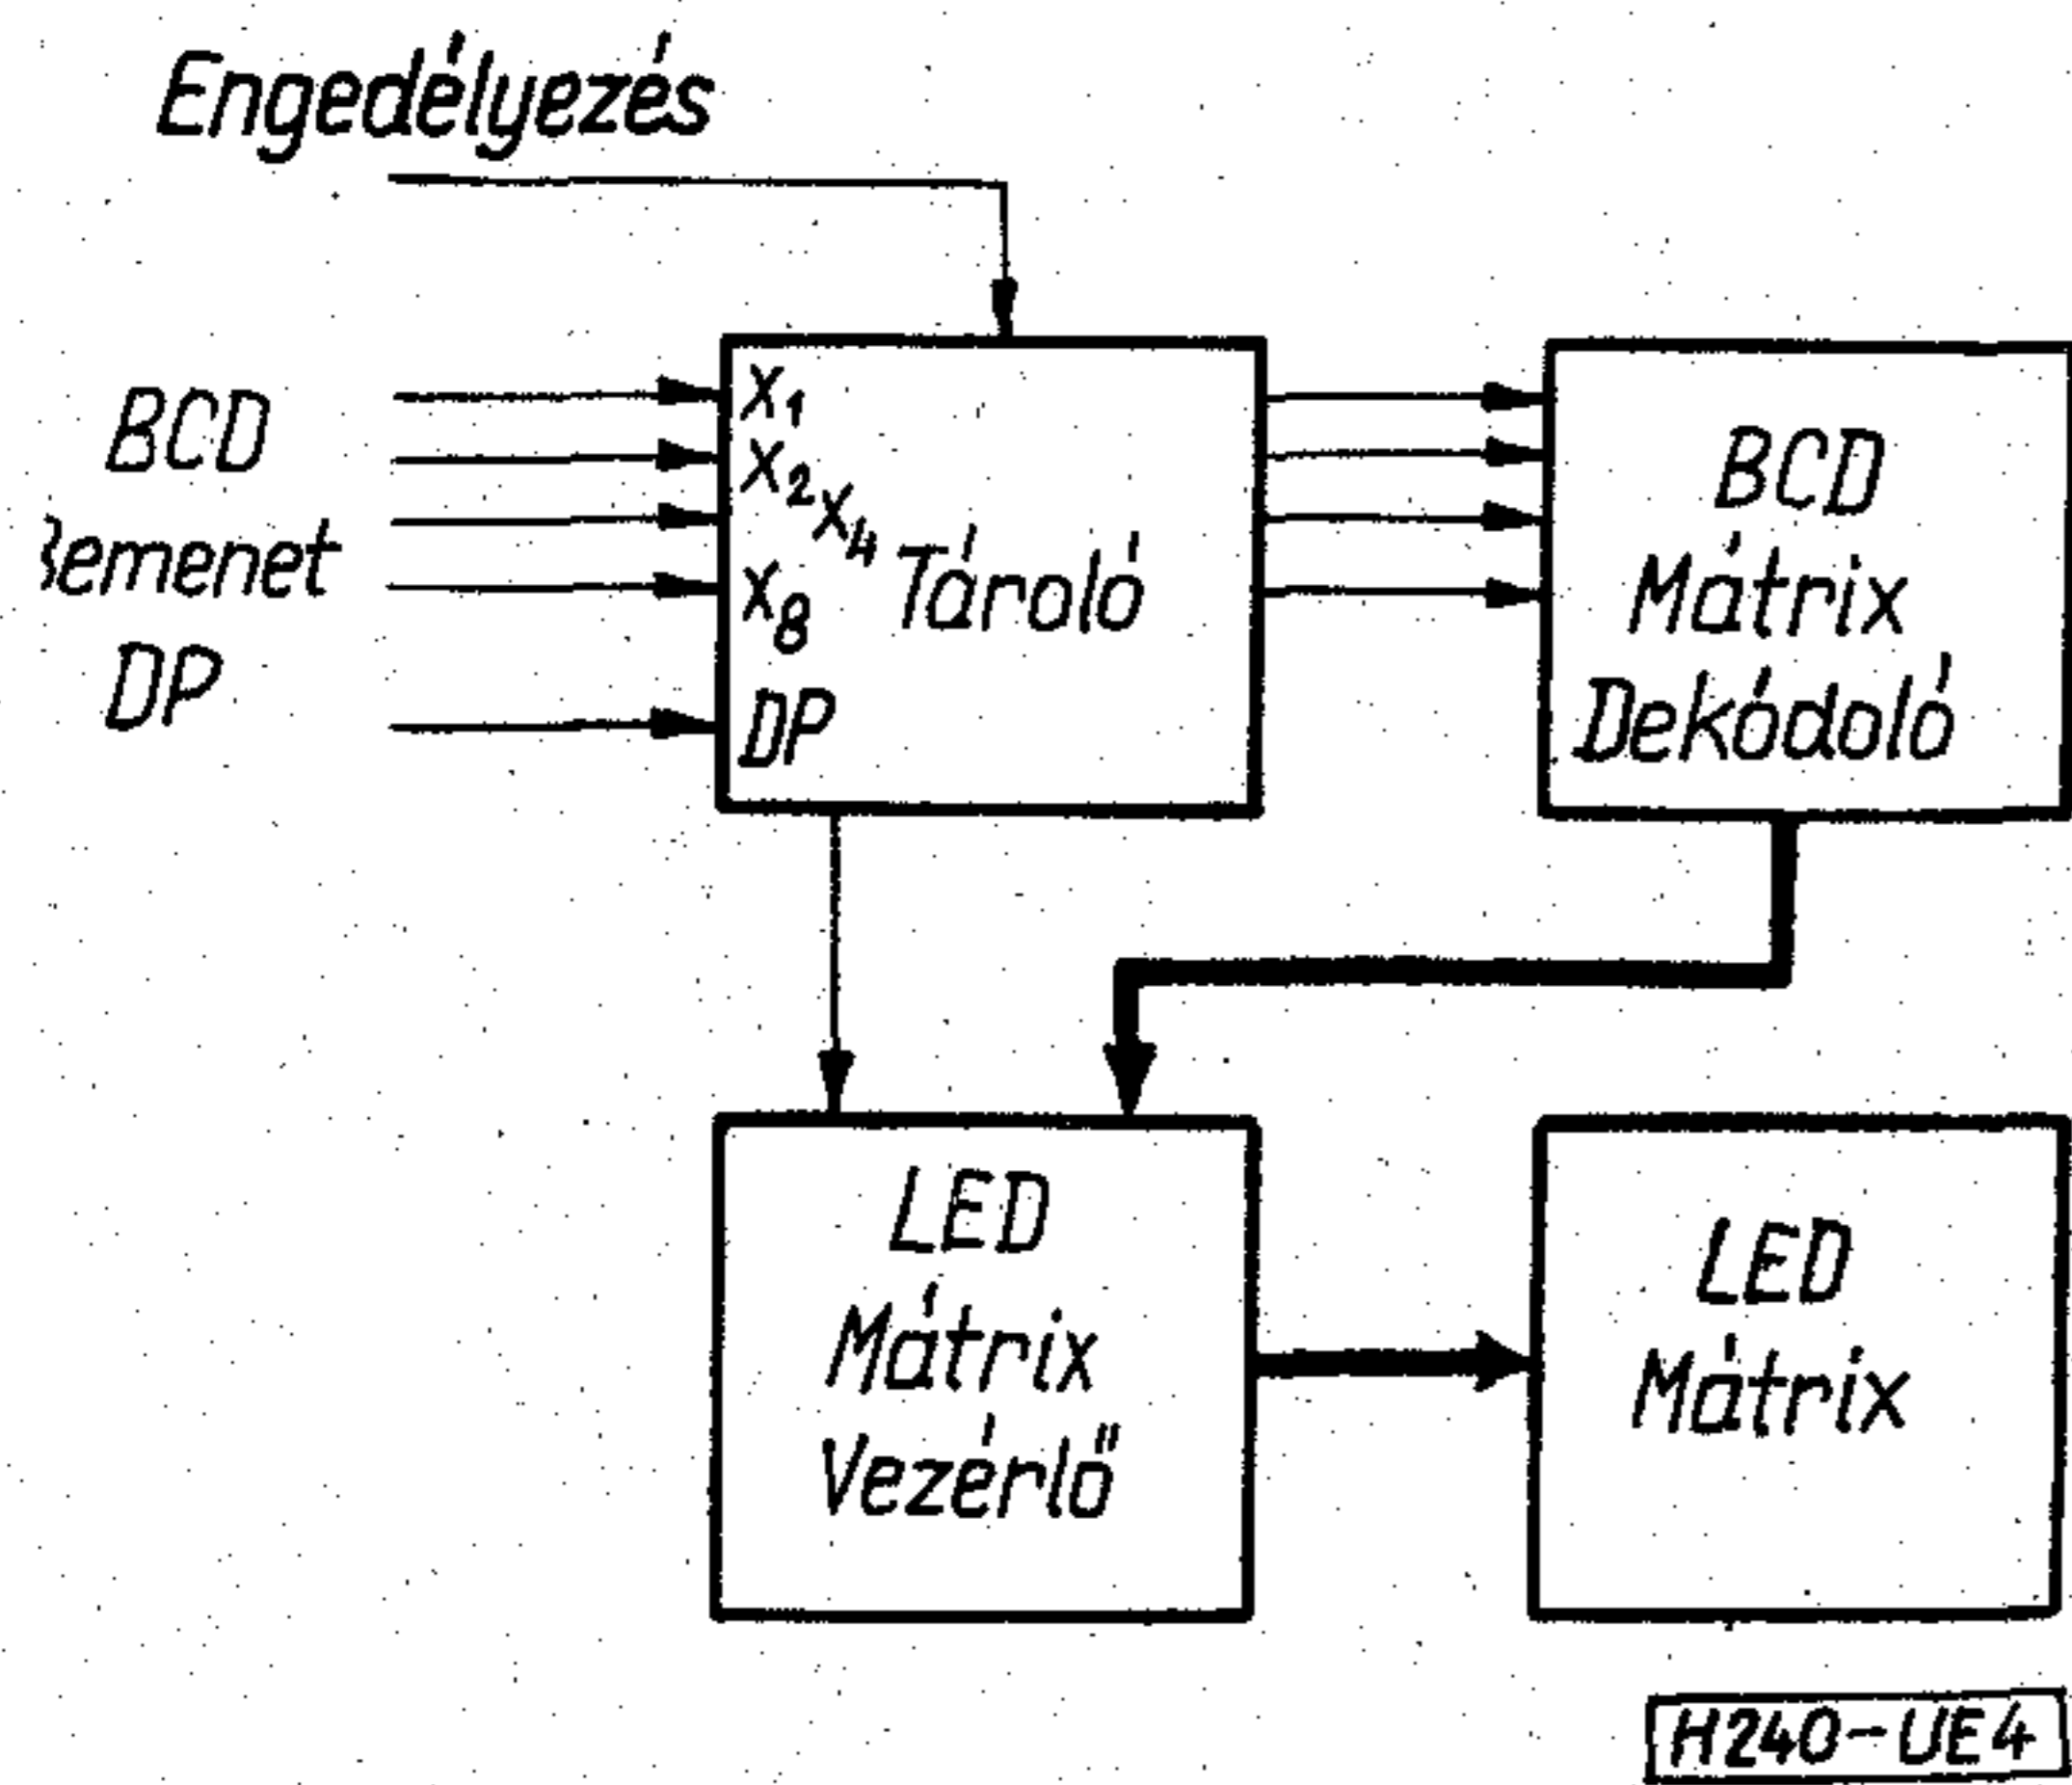 Engedélyezés
BCD
bemenet
DP
X1
X2
X4
X8
DP
Tároló
BCD
Mátrix
Dekódoló
LED
Mátrix
Vezérlő
LED
Mátrix
H240-UE4